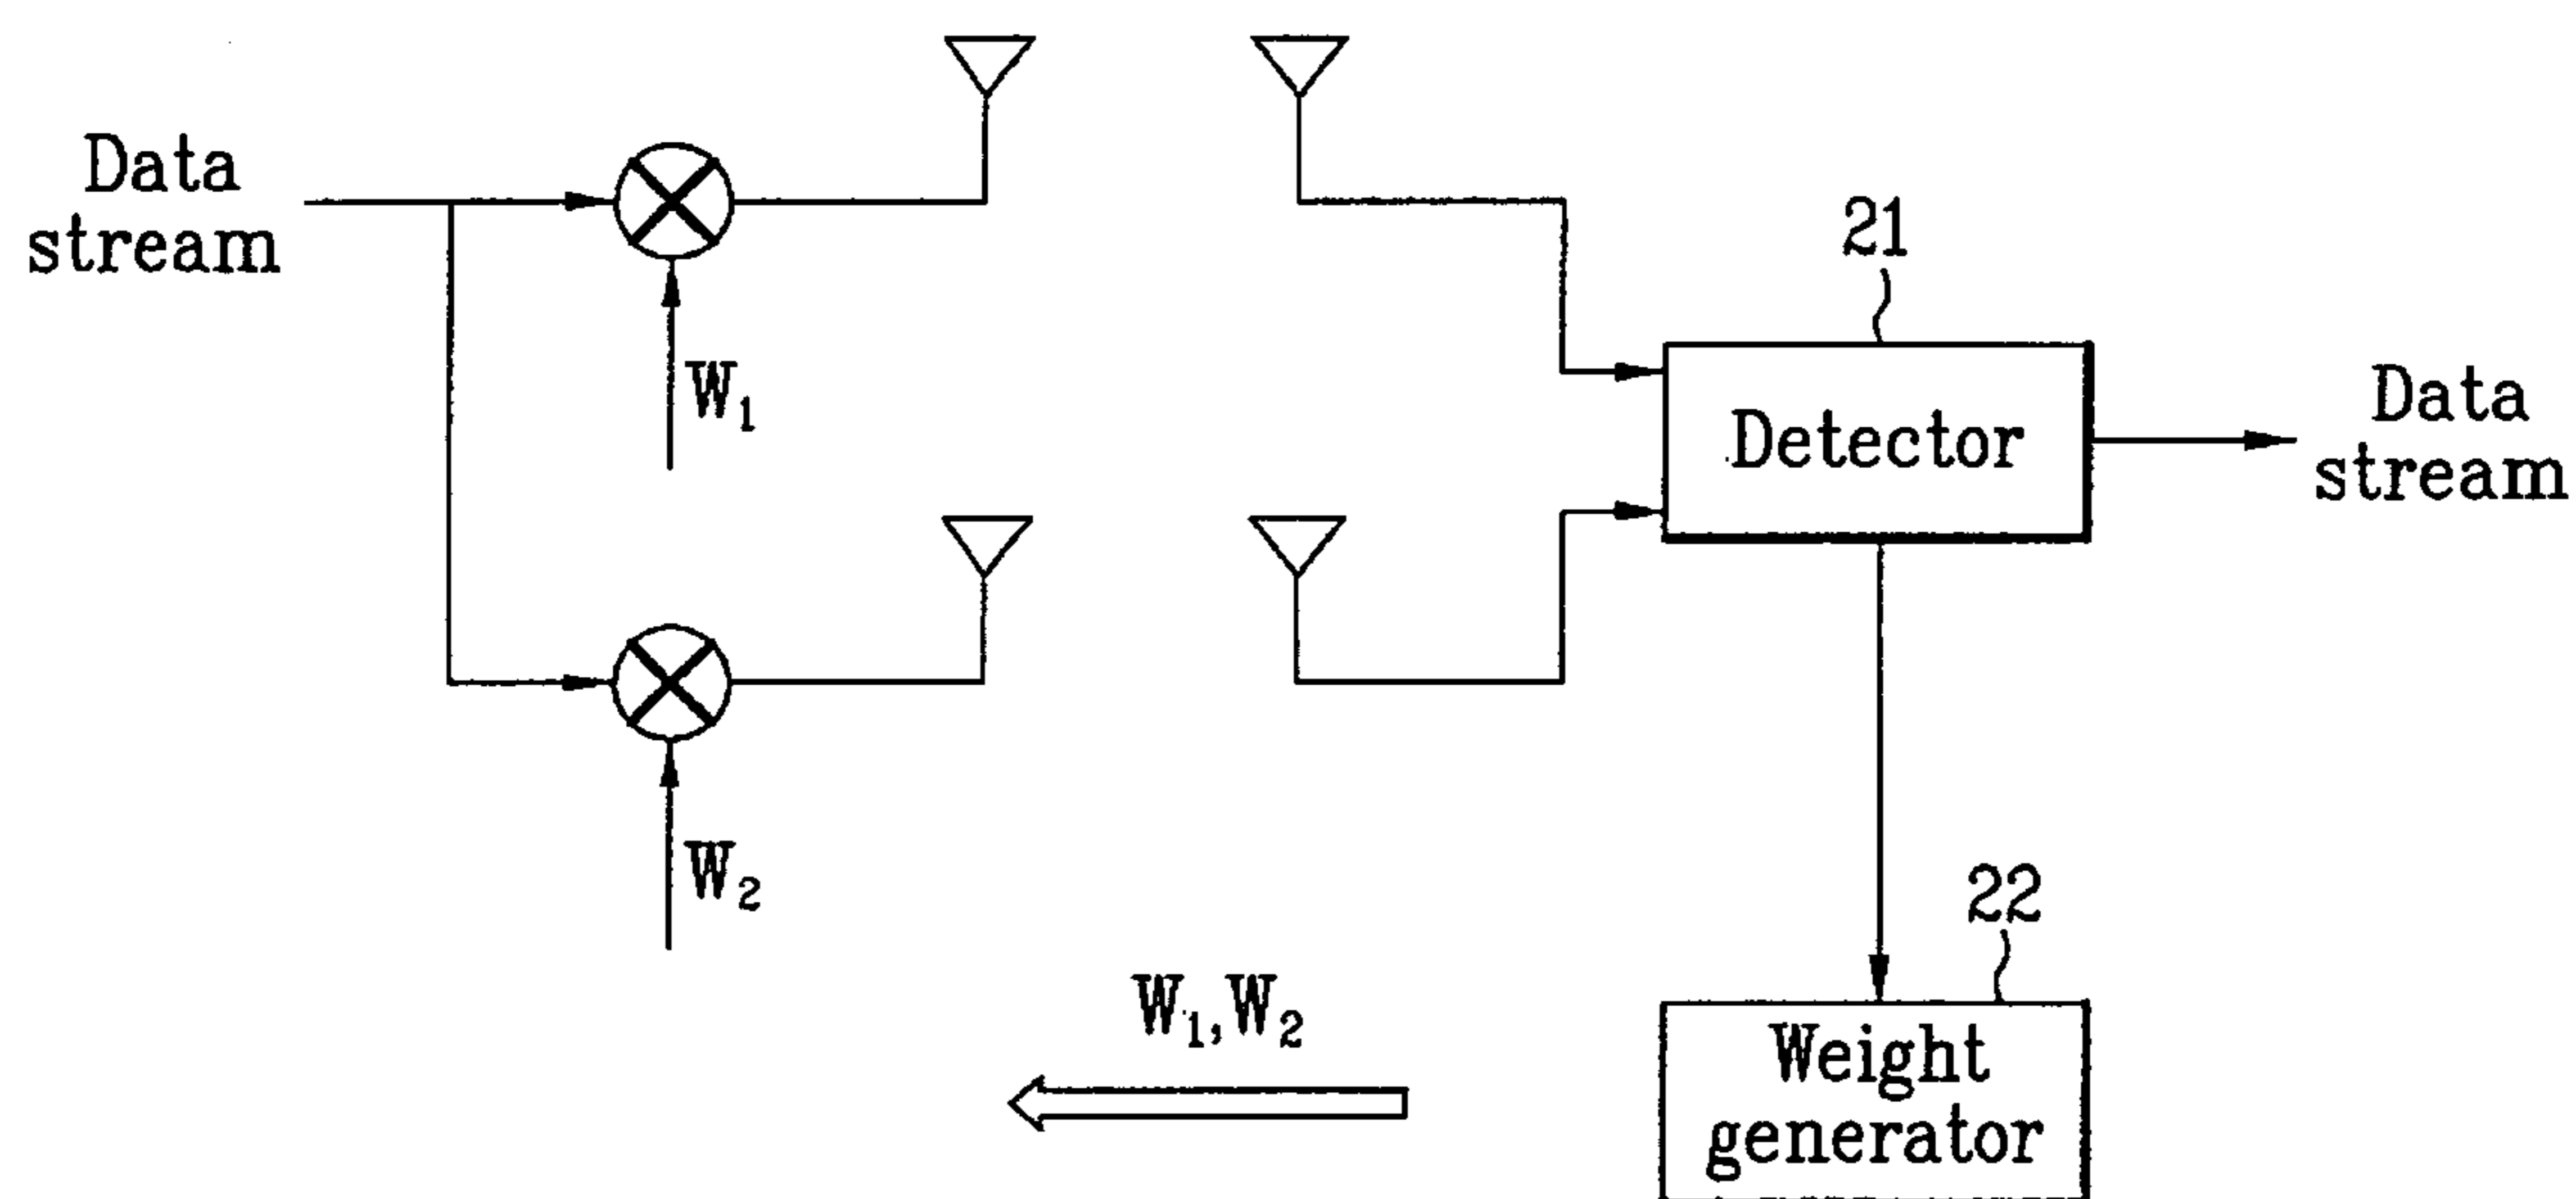 Data
stream
W1
W2
W1,W2
21
Detector
Data
stream
22
Weight
generator